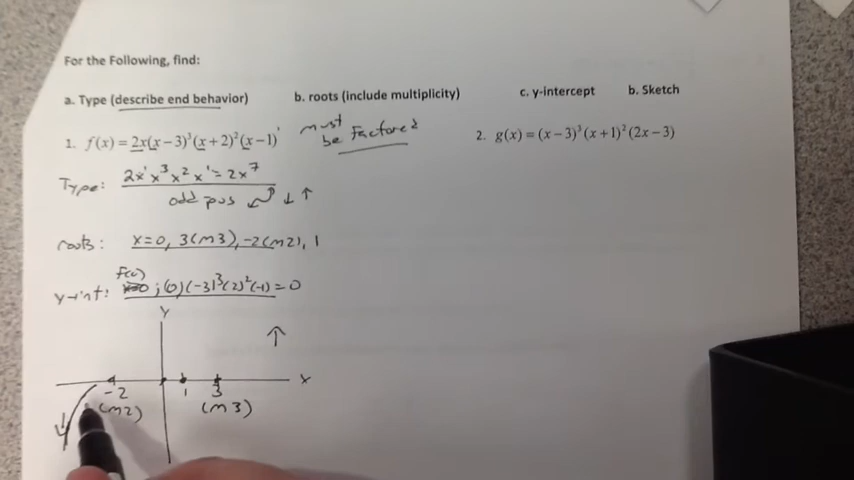 For the Following, find:
a. Type (describe end behavior) b. roots (include multiplicity) c. y-intercept b. Sketch
1. f(x) = 2x(x−3)³(x+2)²(x−1)¹ must be Factored
2. g(x) = (x−3)³(x+1)²(2x−3)
Type: 2x¹x³x²x¹ = 2x⁷
odd pos ↓ ↑
roots: x=0, 3(m3), -2(m2), 1
y-int: ; (0)(-3)³(2)²(-1) = 0
y
x
-2 1 3
(m2) (m3)